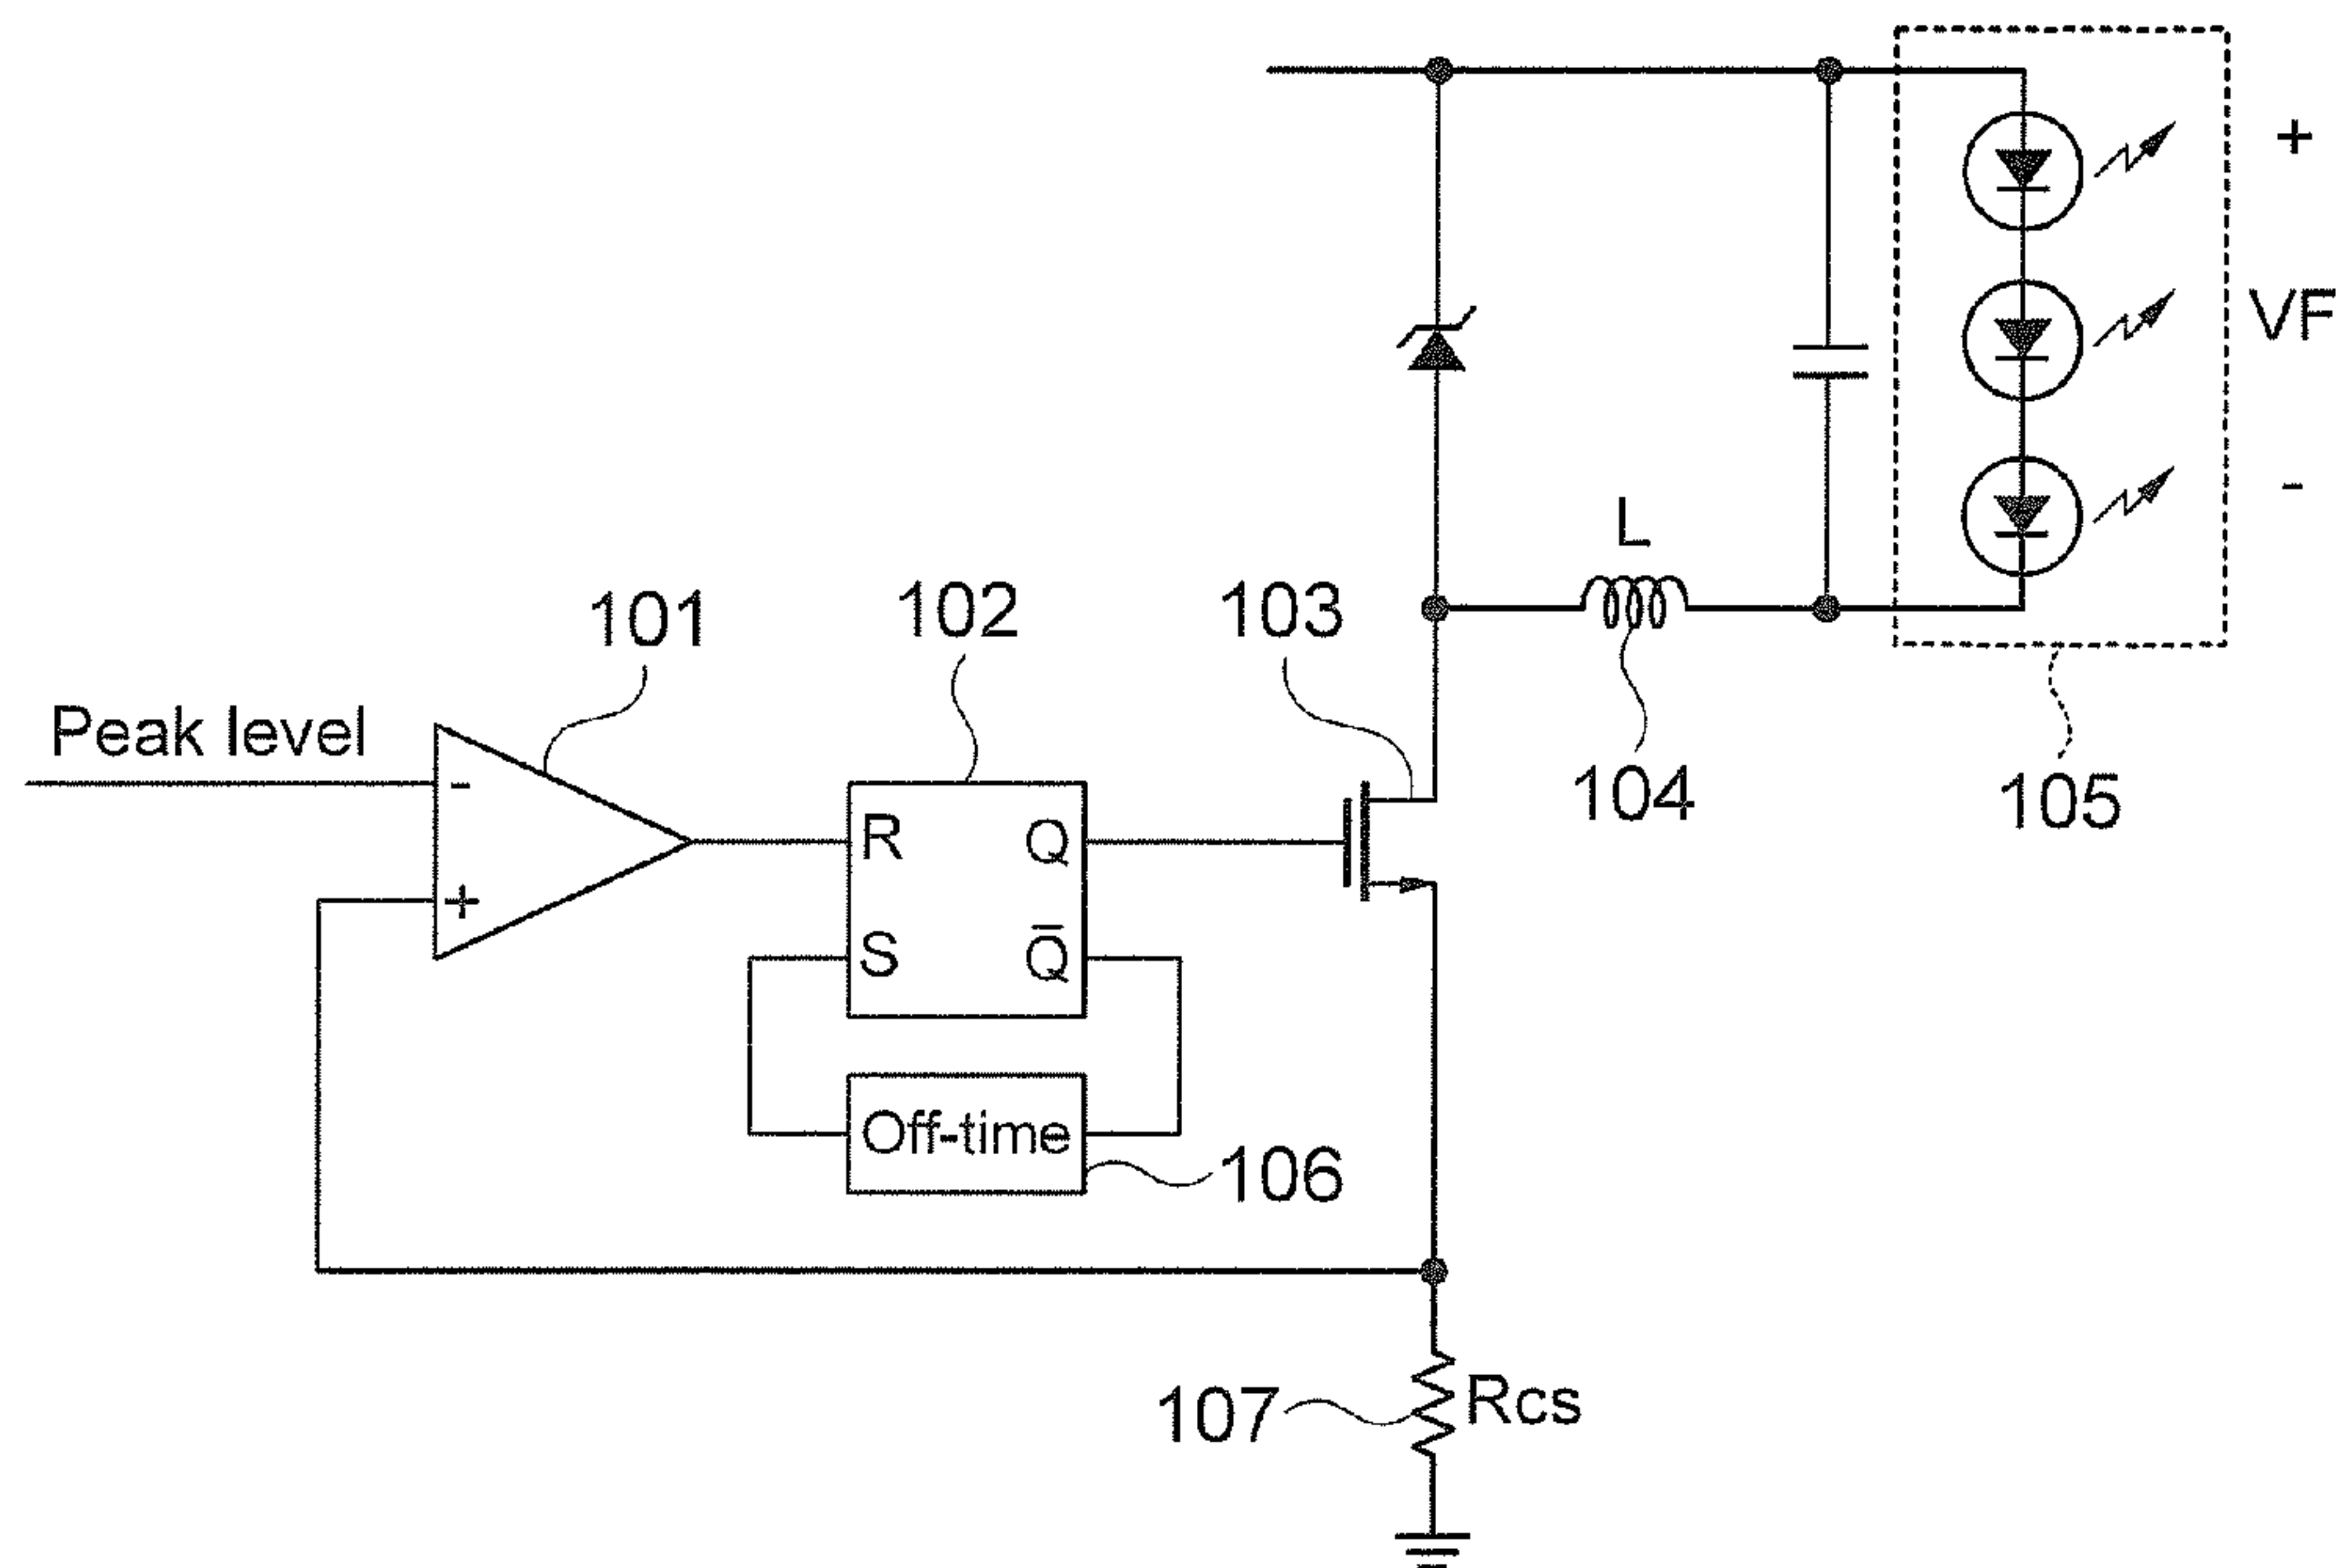 +
VF
-
L
101
102
103
Peak level
-
104
105
R
Q
+
S
Q̅
Off-time
106
107
Rcs